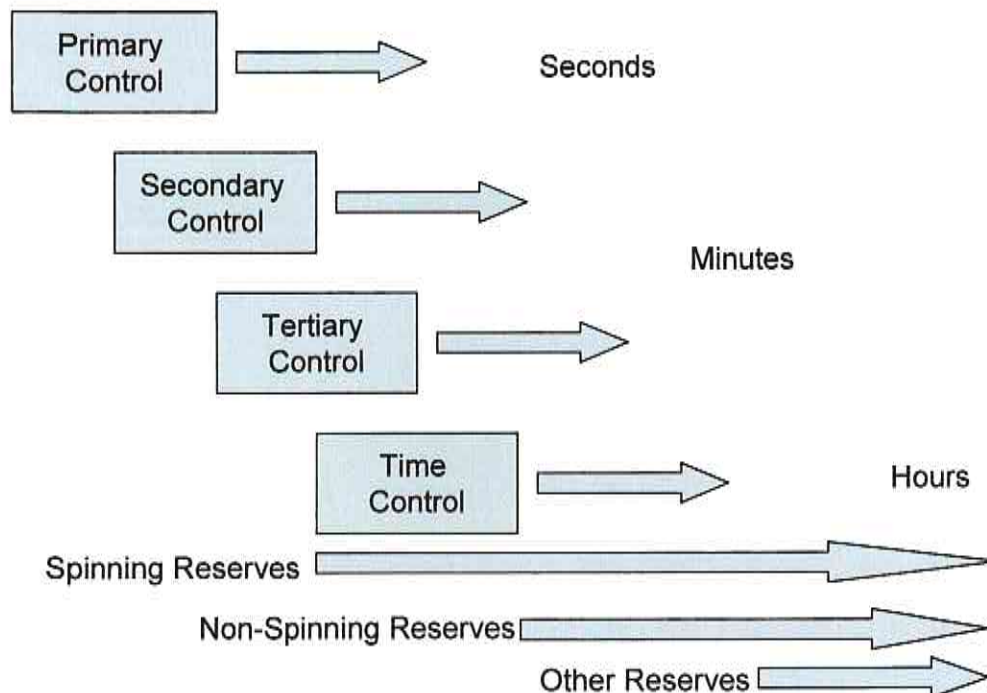 Primary
Control
Seconds
Secondary
Control
Minutes
Tertiary
Control
Time
Control
Hours
Spinning Reserves
Non-Spinning Reserves
Other Reserves